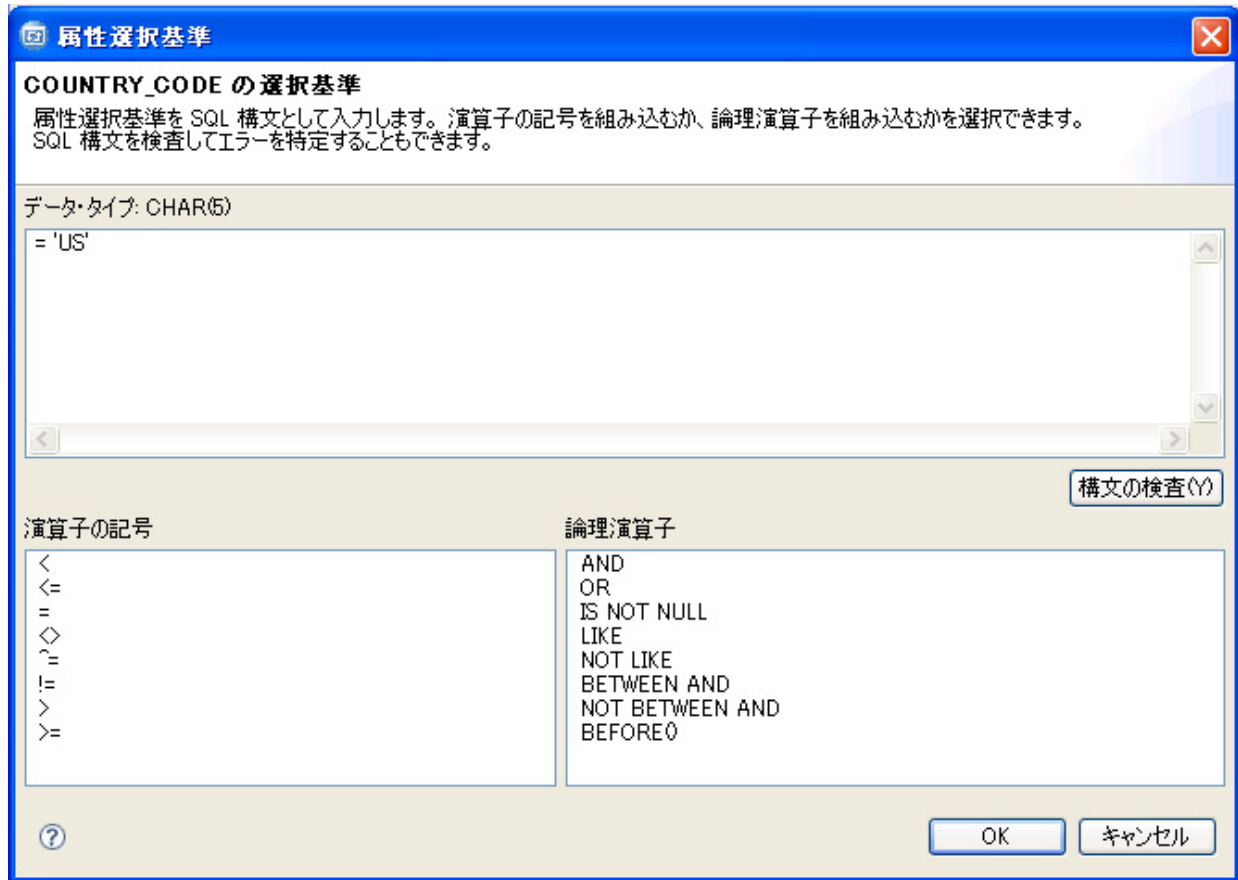 属性選択基準
COUNTRY_CODE の選択基準
属性選択基準を SQL 構文として入力します。演算子の記号を組み込むか、論理演算子を組み込むかを選択できます。
SQL 構文を検査してエラーを特定することもできます。
データ・タイプ: CHAR(5)
= 'US'
構文の検査(Y)
演算子の記号
<
<=
=
<>
^=
!=
>
>=
論理演算子
AND
OR
IS NOT NULL
LIKE
NOT LIKE
BETWEEN AND
NOT BETWEEN AND
BEFORE()
?
OK
キャンセル